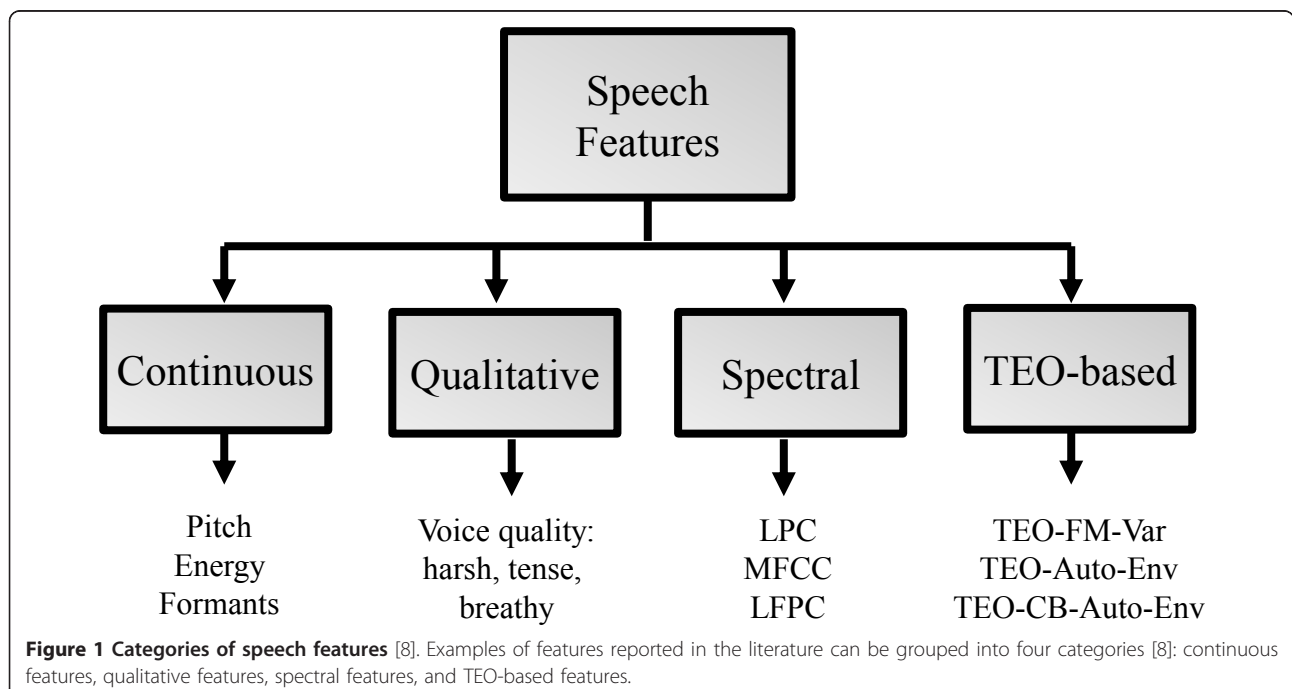 Speech
Features
Continuous
Qualitative
Spectral
TEO-based
Pitch
Energy
Formants
Voice quality:
harsh, tense,
breathy
LPC
MFCC
LFPC
TEO-FM-Var
TEO-Auto-Env
TEO-CB-Auto-Env
Figure 1 Categories of speech features [8]. Examples of features reported in the literature can be grouped into four categories [8]: continuous
features, qualitative features, spectral features, and TEO-based features.